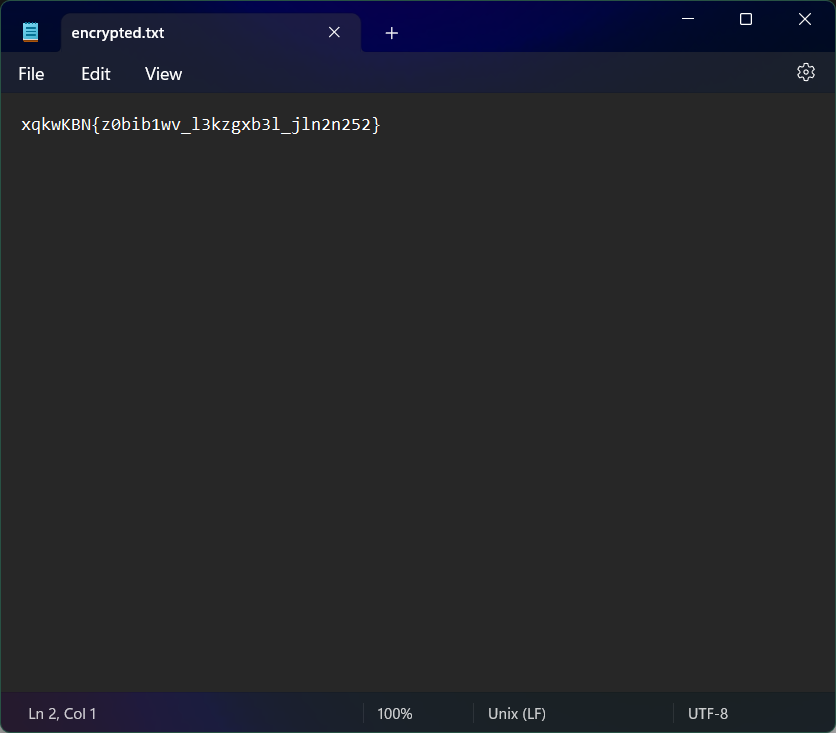 encrypted.txt
File Edit View
xqkwKBN{z0bib1wv_l3kzgxb3l_jln2n252}
Ln 2, Col 1 100% Unix (LF) UTF-8